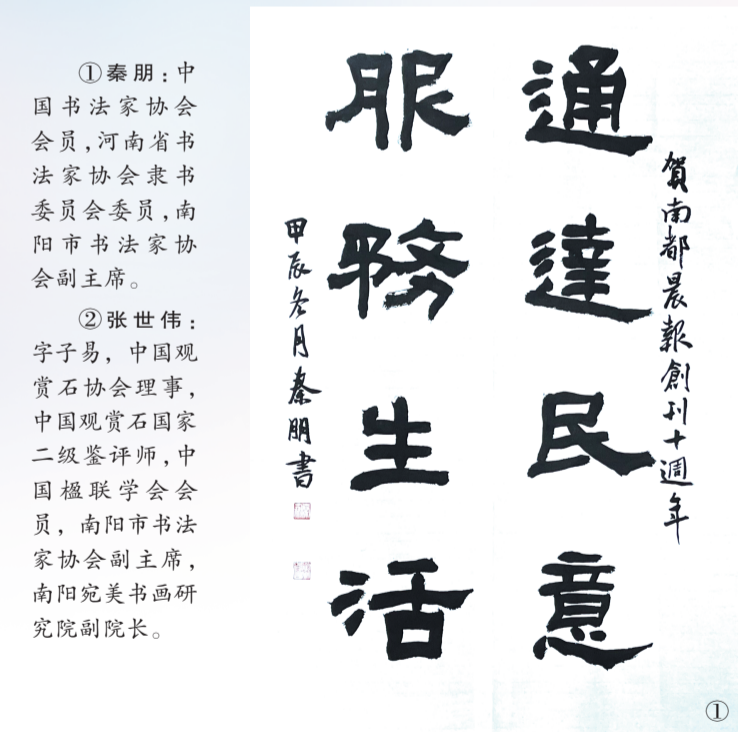 ①秦朋：中
国书法家协会
会员,河南省书
法家协会隶书
委员会委员,南
阳市书法家协
会副主席。
②张世伟：
字子易，中国观
赏石协会理事，
中国观赏石国家
二级鉴评师，中
国楹联学会会
员，南阳市书法
家协会副主席，
南阳宛美书画研
究院副院长。
賀南都晨報創刊十週年
通達民意
服務生活
甲辰冬月秦朋書
①